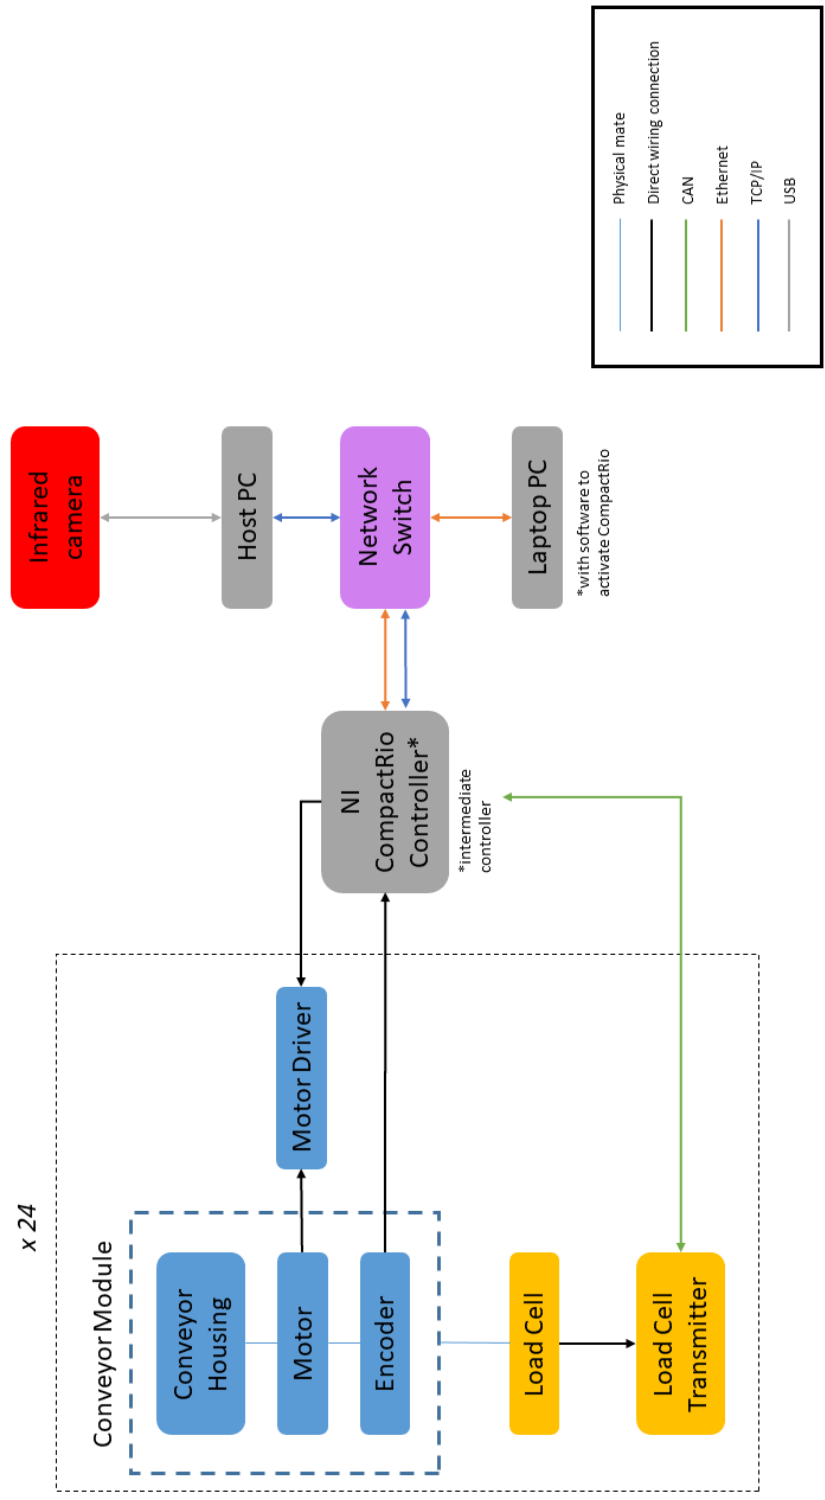 x 24
Conveyor Module
Conveyor
Housing
Motor
Encoder
Load Cell
Load Cell
Transmitter
Motor Driver
NI
CompactRio
Controller*
*intermediate
controller
Infrared
camera
Host PC
Network
Switch
Laptop PC
*with software to
activate CompactRio
Physical mate
Direct wiring connection
CAN
Ethernet
TCP/IP
USB